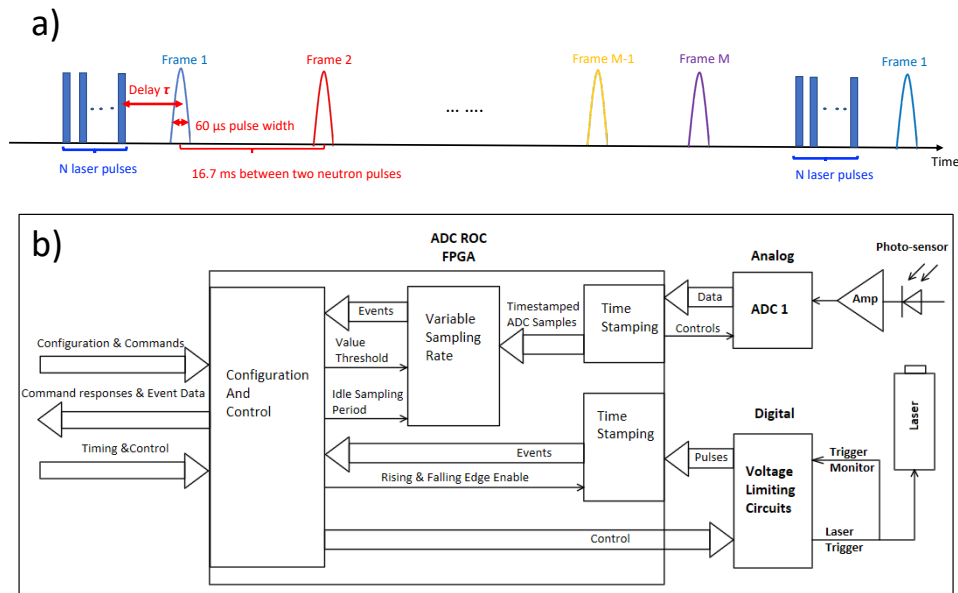 a)
Frame 1
Frame 2
Frame M-1
Frame M
Frame 1
Delay τ
... ....
60 µs pulse width
Time
N laser pulses
16.7 ms between two neutron pulses
N laser pulses
b)
ADC ROC
FPGA
Analog
Photo-sensor
Configuration & Commands
Command responses & Event Data
Timing &Control
Configuration
And
Control
Events
Value
Threshold
Idle Sampling
Period
Variable
Sampling
Rate
Timestamped
ADC Samples
Time
Stamping
Data
Controls
ADC 1
Amp
Events
Rising & Falling Edge Enable
Control
Time
Stamping
Pulses
Digital
Voltage
Limiting
Circuits
Trigger
Monitor
Laser
Trigger
Laser